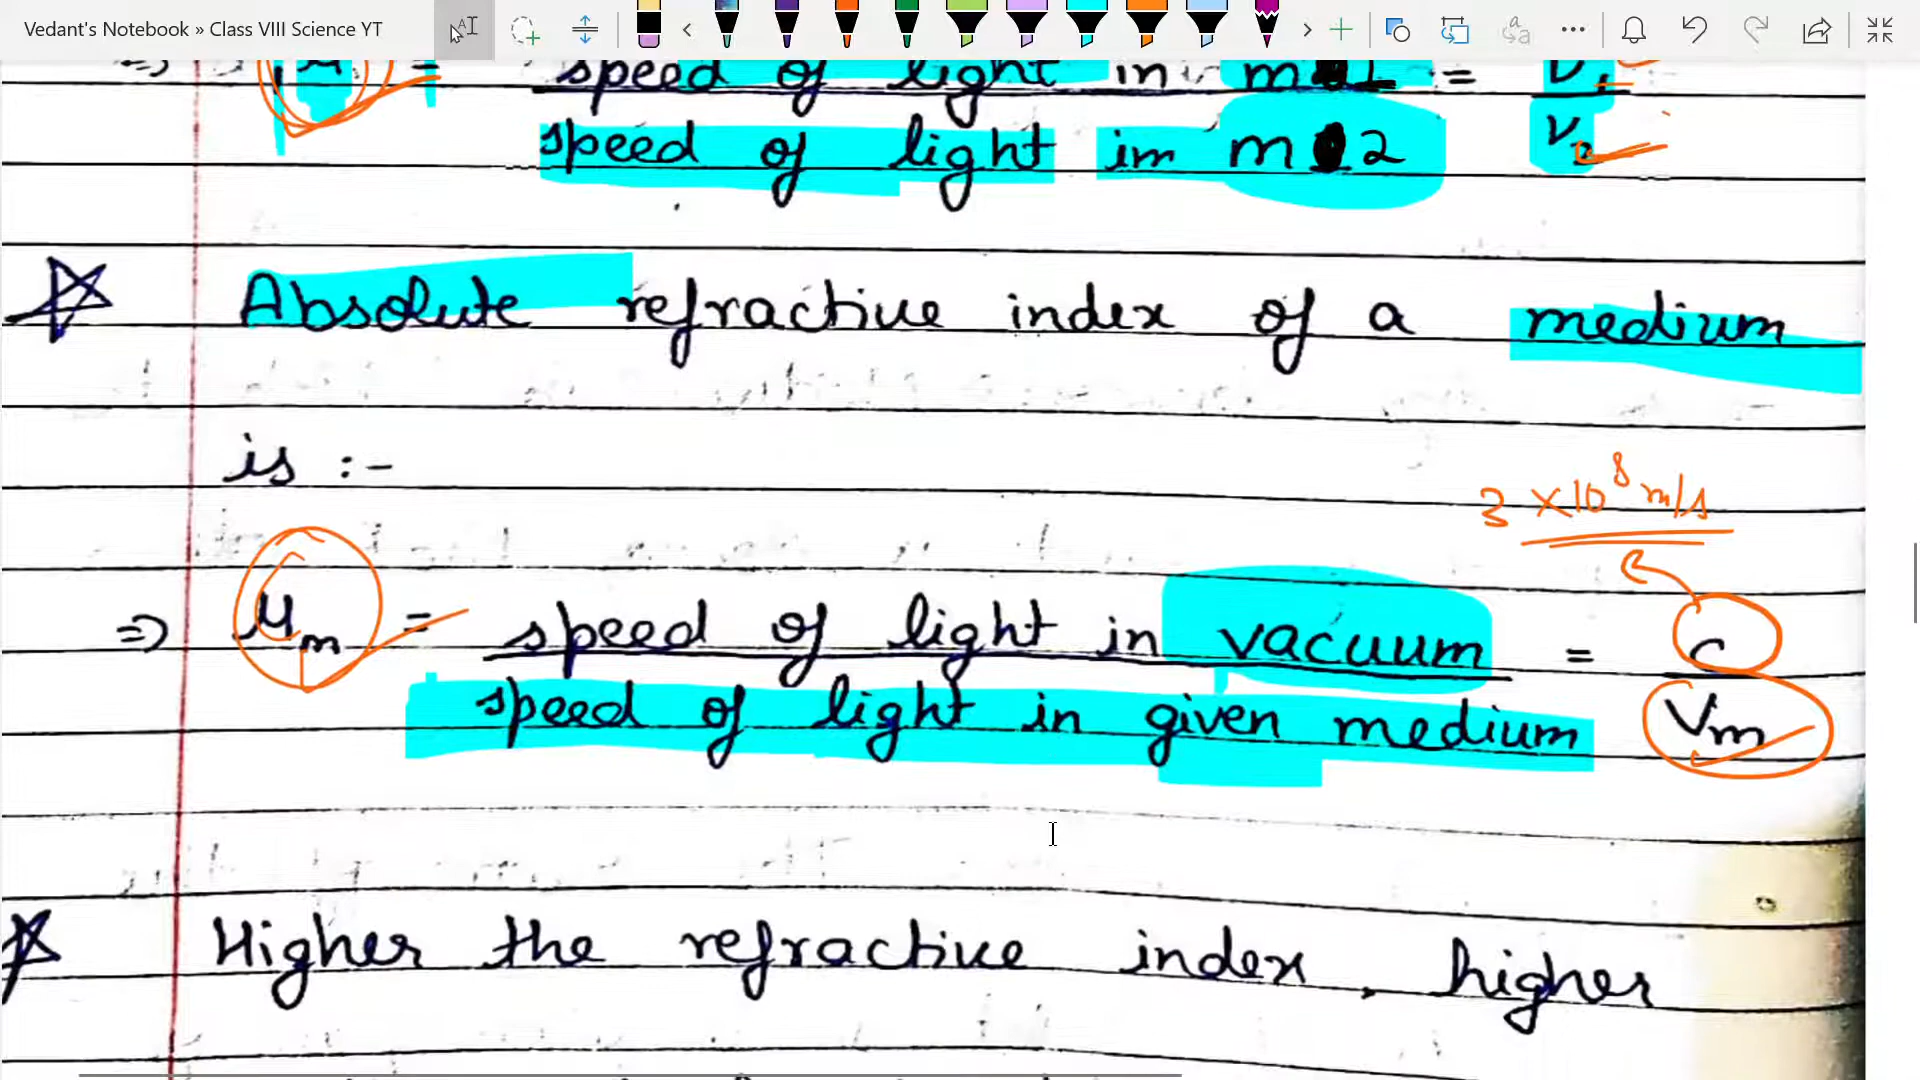 Vedant's Notebook » Class VIII Science YT
=> μ = speed of light in m 1 = V1
speed of light in m 2 V2
Absolute refractive index of a medium
is :-
3 ×10⁸ m/s
=> μm = speed of light in vacuum = c
speed of light in given medium Vm
Higher the refractive index, higher